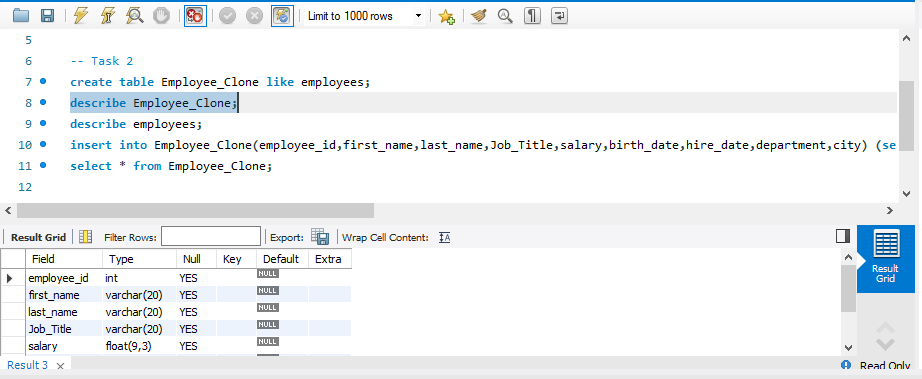 Limit to 1000 rows
5
6 -- Task 2
7 create table Employee_Clone like employees;
8 describe Employee_Clone;
9 describe employees;
10 insert into Employee_Clone(employee_id,first_name,last_name,Job_Title,salary,birth_date,hire_date,department,city) (se
11 select * from Employee_Clone;
12
Result Grid Filter Rows: Export: Wrap Cell Content: IA
Field Type Null Key Default Extra
employee_id int YES NULL
first_name varchar(20) YES NULL
last_name varchar(20) YES NULL
Job_Title varchar(20) YES NULL
salary float(9,3) YES NULL
Result
Grid
Result 3 x Read Only